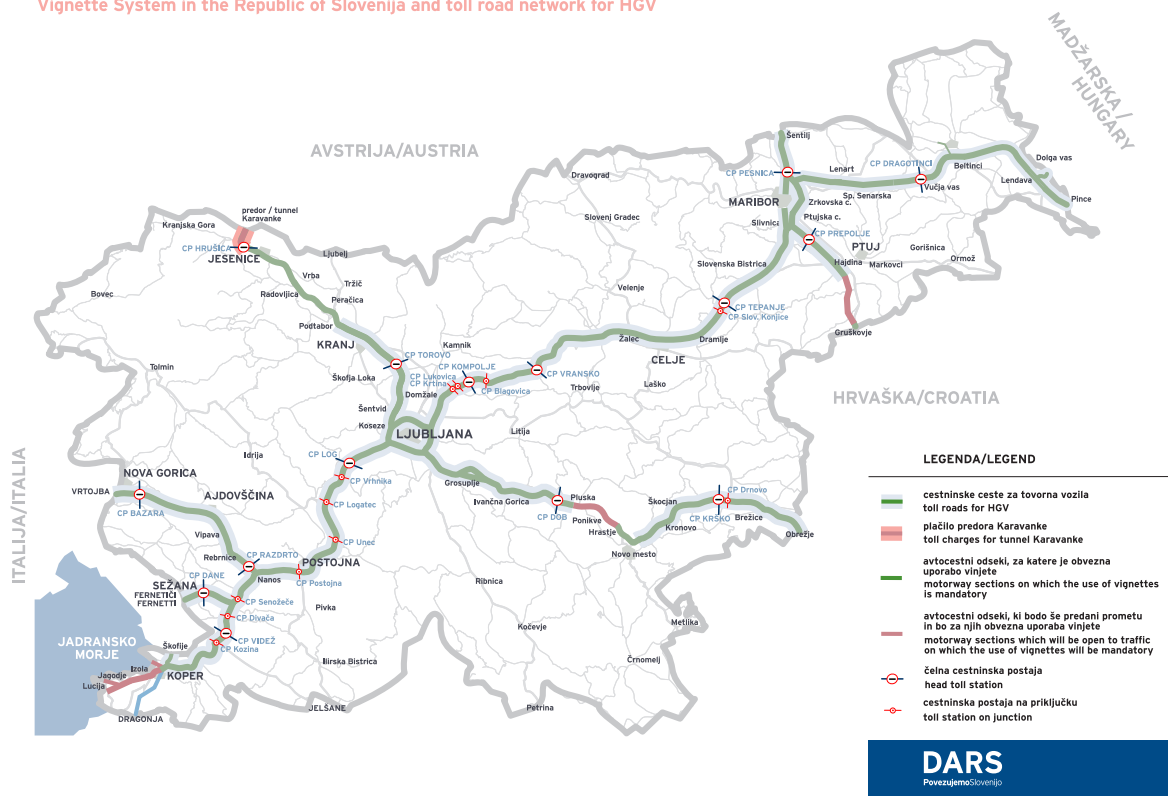 Vignette System in the Republic of Slovenija and toll road network for HGV
MADŽARSKA /
HUNGARY
AVSTRIJA/AUSTRIA
HRVAŠKA/CROATIA
ITALIJA/ITALIA
JADRANSKO
MORJE
Šentilj
CP PESNICA
Lenart
CP DRAGOTINCI
Beltinci
Dolga vas
Lendava
Pince
Vučja vas
Sp. Senarska
MARIBOR
Zrkovska c.
Ptujska c.
Slivnica
CP PREPOLJE
PTUJ
Hajdina
Markovci
Gorišnica
Ormož
Gruškovje
Dravograd
Slovenj Gradec
Slovenska Bistrica
Velenje
CP TEPANJE
CP Slov. Konjice
Dramlje
Žalec
CELJE
Laško
Trbovlje
CP VRANSKO
predor / tunnel
Karavanke
Kranjska Gora
CP HRUŠICA
JESENICE
Ljubelj
Vrba
Tržič
Radovljica
Peračica
Podtabor
KRANJ
Bovec
Tolmin
CP TOROVO
Kamnik
CP KOMPOLJE
CP Lukovica
CP Krtina
CP Blagovica
Škofja Loka
Domžale
Šentvid
Koseze
LJUBLJANA
Litija
CP LOG
Idrija
CP Vrhnika
CP Logatec
CP Unec
NOVA GORICA
VRTOJBA
CP BAZARA
AJDOVŠČINA
Vipava
Rebrnice
CP RAZDRTO
POSTOJNA
CP Postojna
Nanos
CP DANE
SEŽANA
FERNETIČI
FERNETTI
CP Senožeče
CP Divača
Pivka
CP VIDEŽ
CP Kozina
Škofije
KOPER
Izola
Jagodje
Lucija
DRAGONJA
Ilirska Bistrica
JELŠANE
Grosuplje
Ivančna Gorica
CP DOB
Pluska
Ponikve
Hrastje
Novo mesto
Škocjan
Kronovo
CP Drnovo
CP KRŠKO
Brežice
Obrežje
Ribnica
Kočevje
Metlika
Črnomelj
Petrina
LEGENDA/LEGEND
cestninske ceste za tovorna vozila
toll roads for HGV
plačilo predora Karavanke
toll charges for tunnel Karavanke
avtocestni odseki, za katere je obvezna
uporabo vinjete
motorway sections on which the use of vignettes
is mandatory
avtocestni odseki, ki bodo še predani prometu
in bo za njih obvezna uporaba vinjete
motorway sections which will be open to traffic
on which the use of vignettes will be mandatory
čelna cestninska postaja
head toll station
cestninska postaja na priključku
toll station on junction
DARS
PovezujemoSlovenijo